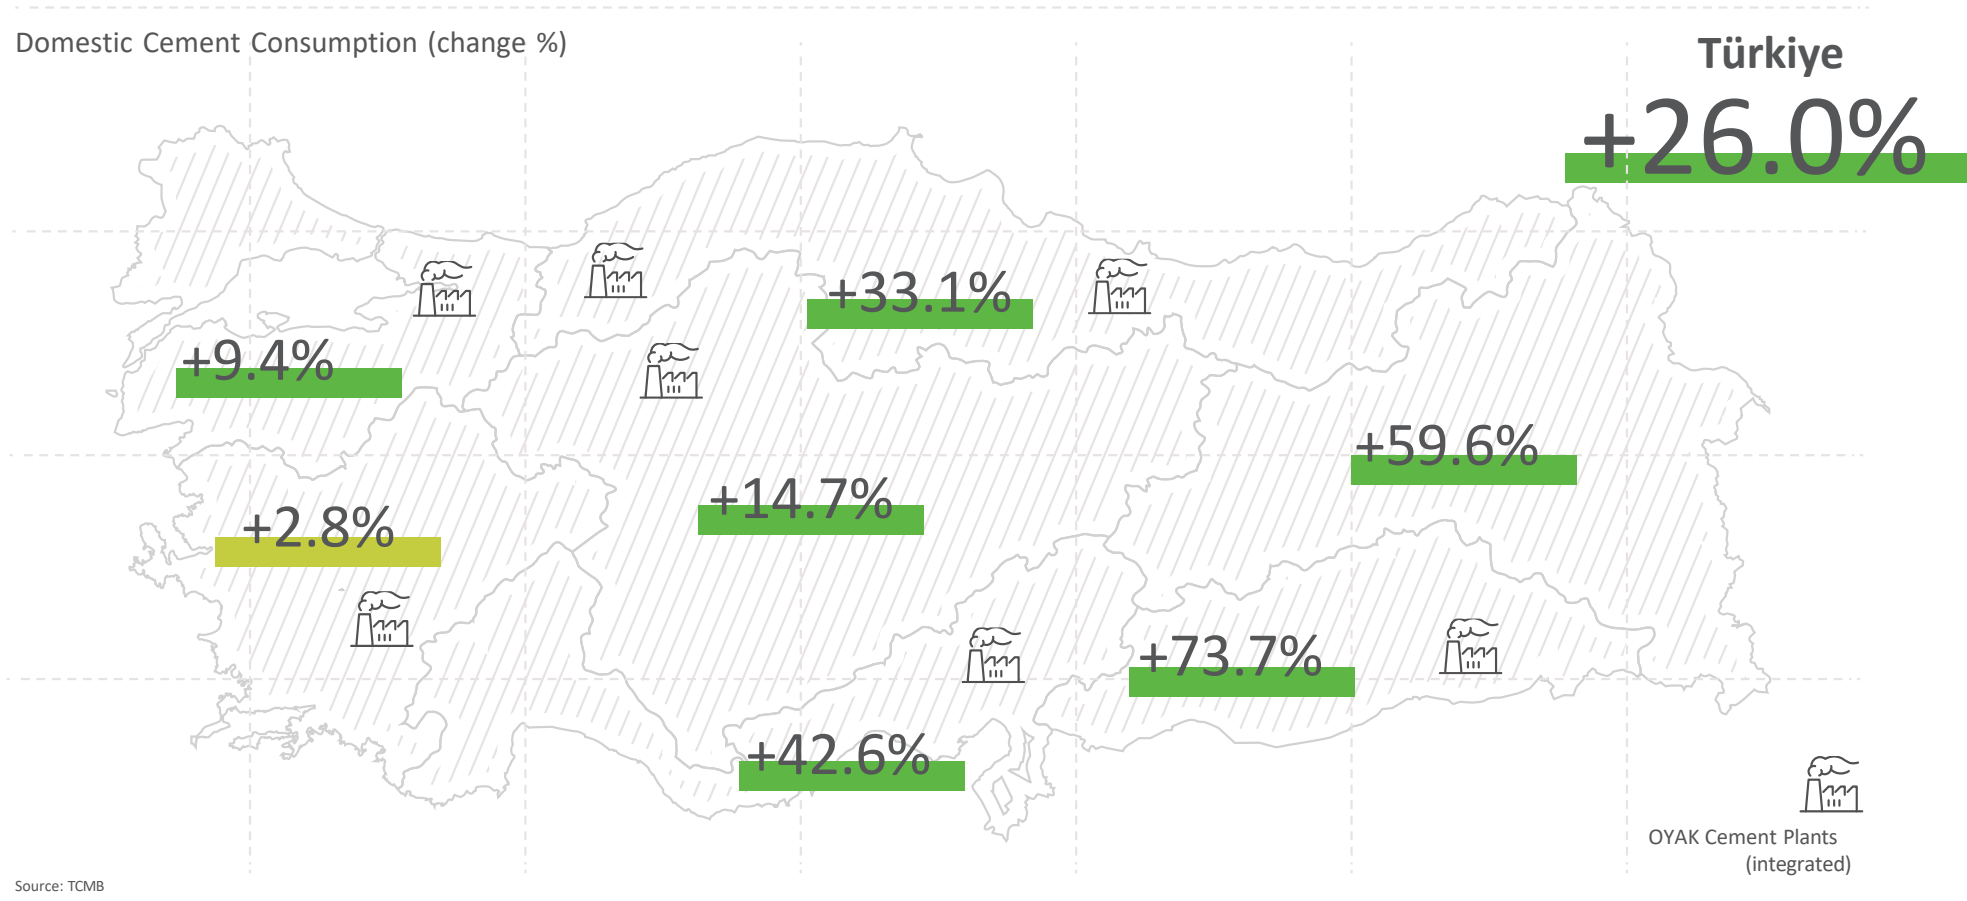 Domestic Cement Consumption (change %)
Türkiye
+26.0%
+33.1%
+9.4%
+59.6%
+14.7%
+2.8%
+73.7%
+42.6%
OYAK Cement Plants
(integrated)
Source: TCMB